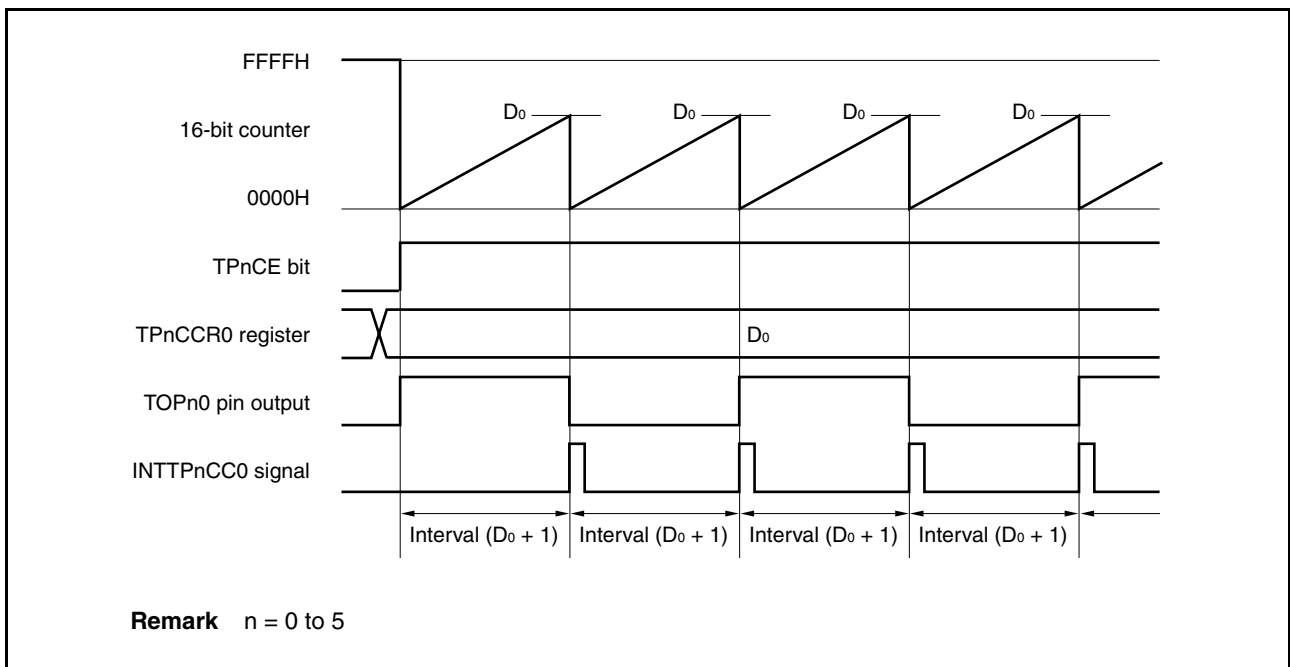 FFFFH
D0 D0 D0 D0
16-bit counter
0000H
TPnCE bit
TPnCCR0 register D0
TOPn0 pin output
INTTPnCC0 signal
Interval (D0 + 1) Interval (D0 + 1) Interval (D0 + 1) Interval (D0 + 1)
Remark n = 0 to 5